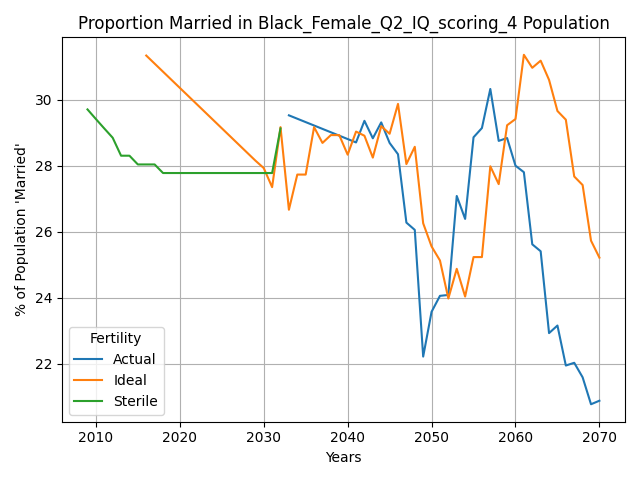 Proportion Married in Black_Female_Q2_IQ_scoring_4 Population
% of Population 'Married'
30
28
26
24
22
Fertility
Actual
Ideal
Sterile
2010 2020 2030 2040 2050 2060 2070
Years